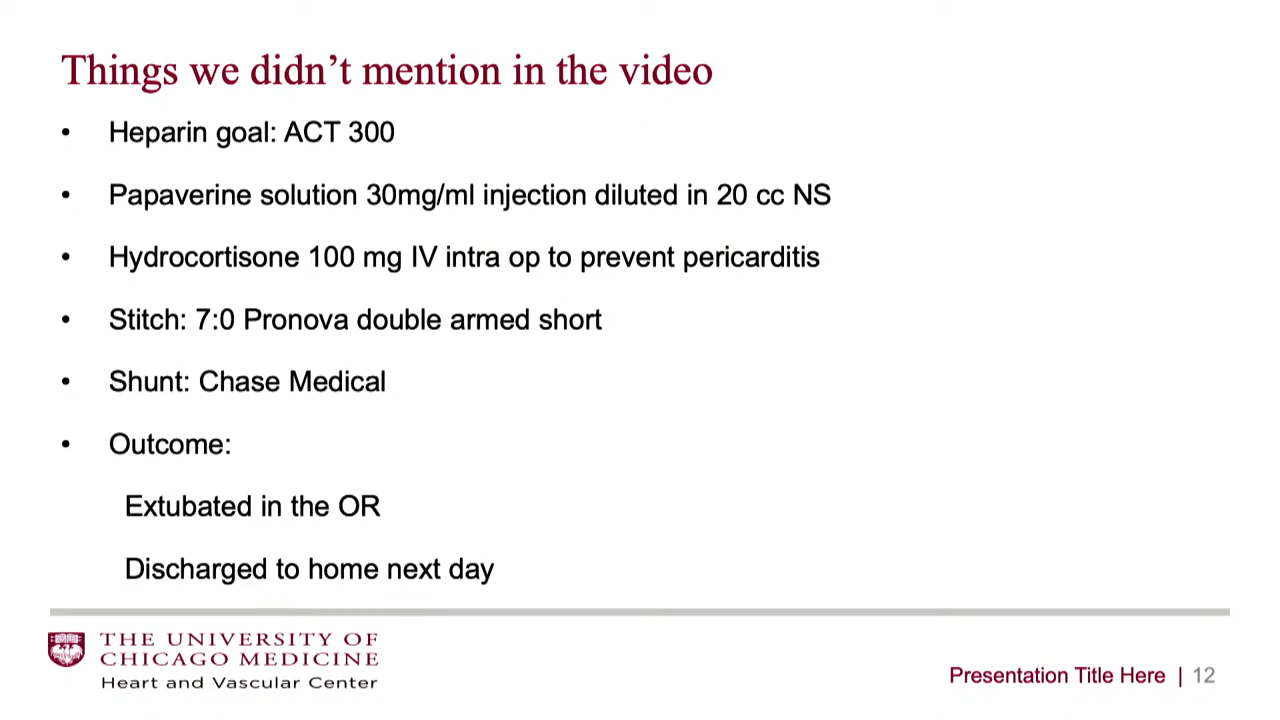 Things we didn’t mention in the video
• Heparin goal: ACT 300
• Papaverine solution 30mg/ml injection diluted in 20 cc NS
• Hydrocortisone 100 mg IV intra op to prevent pericarditis
• Stitch: 7:0 Pronova double armed short
• Shunt: Chase Medical
• Outcome:
Extubated in the OR
Discharged to home next day
THE UNIVERSITY OF
CHICAGO MEDICINE
Heart and Vascular Center
Presentation Title Here | 12